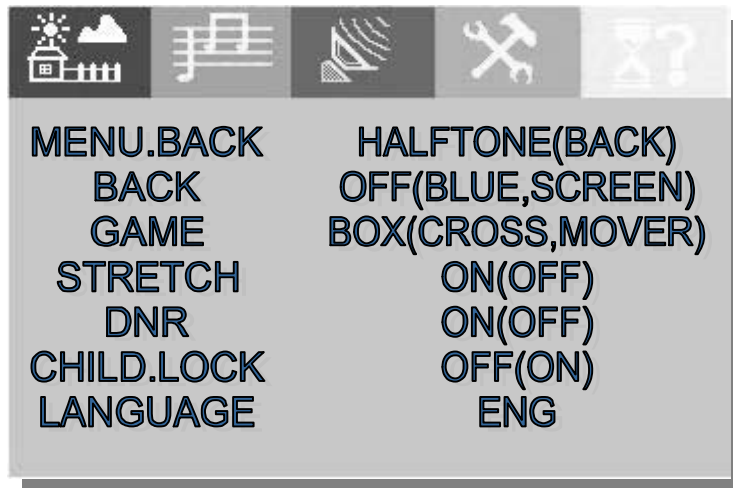 MENU.BACK HALFTONE(BACK)
BACK OFF(BLUE,SCREEN)
GAME BOX(CROSS,MOVER)
STRETCH ON(OFF)
DNR ON(OFF)
CHILD.LOCK OFF(ON)
LANGUAGE ENG